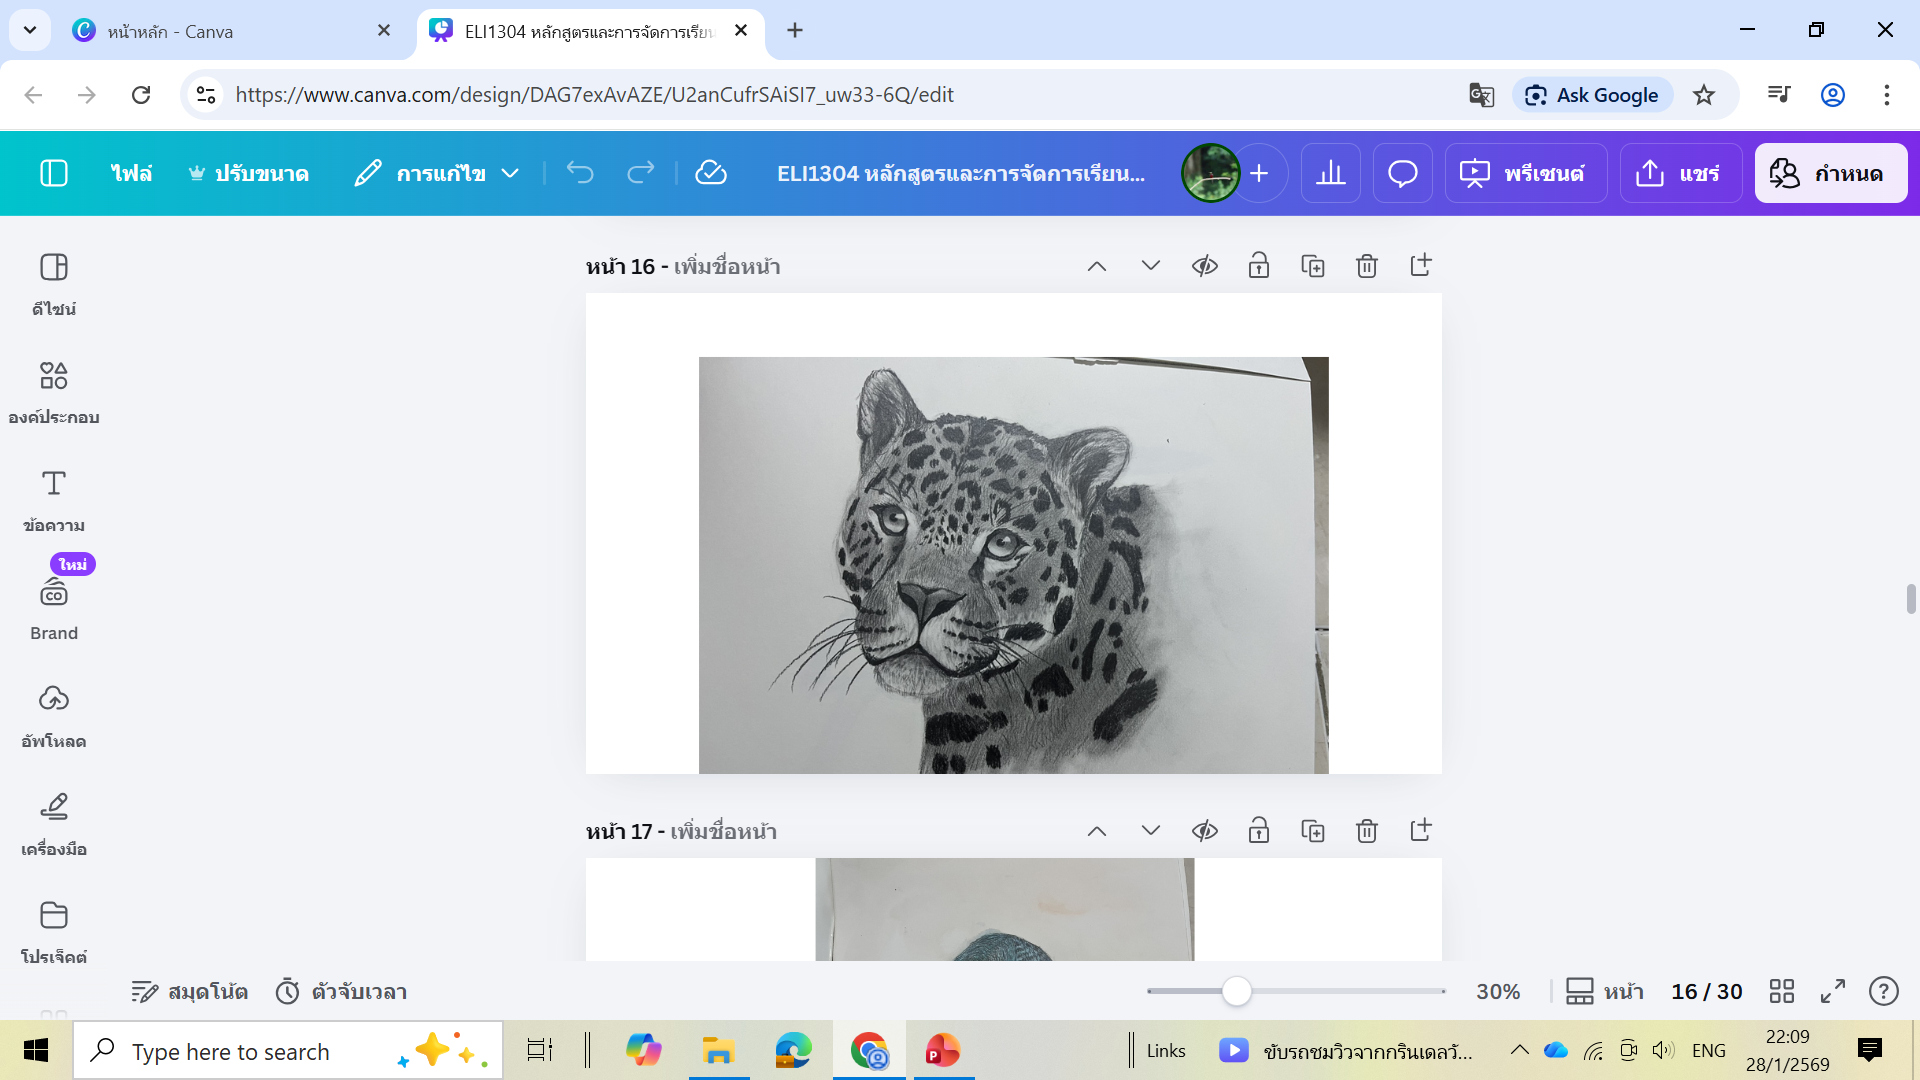 หน้าหลัก - Canva
ELI1304 หลักสูตรและการจัดการเรียน
https://www.canva.com/design/DAG7exAvAZE/U2anCufrSAiSI7_uw33-6Q/edit
Ask Google
ไฟล์
ปรับขนาด
การแก้ไข
ELI1304 หลักสูตรและการจัดการเรียน...
พรีเซนต์
แชร์
กำหนด
หน้า 16 - เพิ่มชื่อหน้า
ดีไซน์
องค์ประกอบ
ข้อความ
ใหม่
Brand
อัพโหลด
เครื่องมือ
โปรเจ็คต์
หน้า 17 - เพิ่มชื่อหน้า
สมุดโน้ต
ตัวจับเวลา
30%
หน้า
16 / 30
Type here to search
Links
ขับรถชมวิวจากกรินเดลวั...
ENG
22:09
28/1/2569